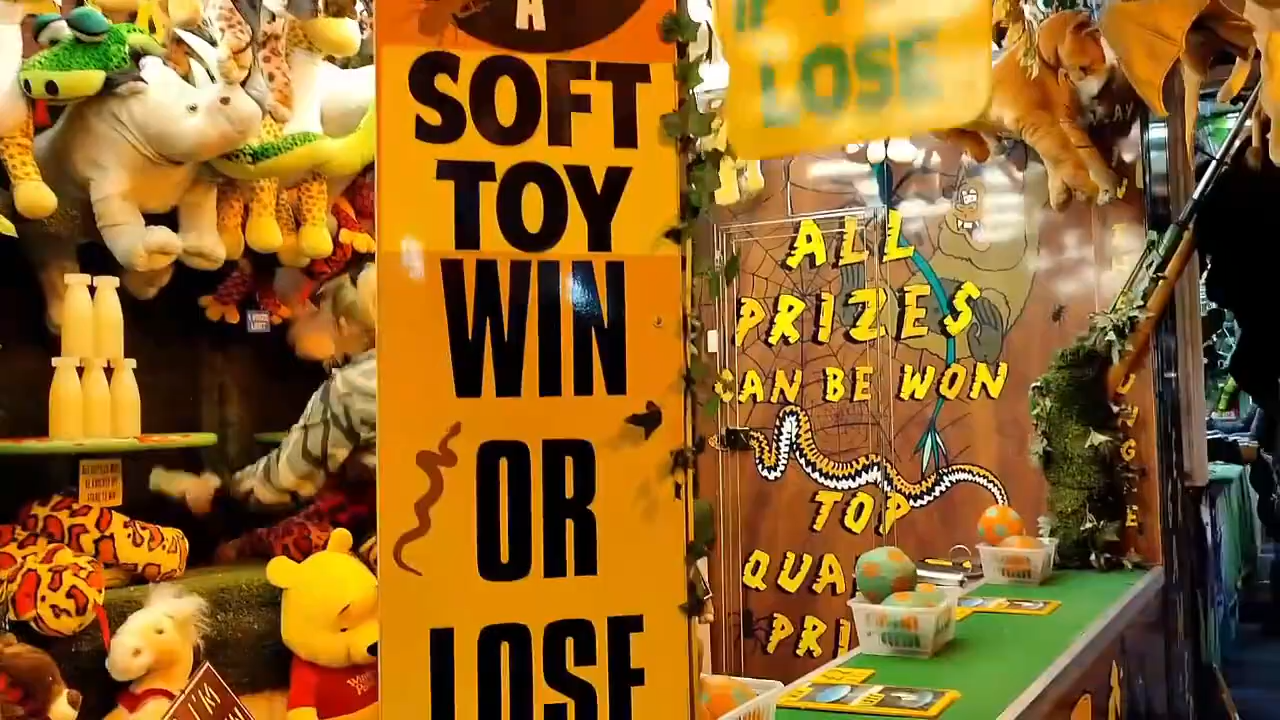 A
SOFT
TOY
WIN
OR
LOSE
LOSE
ALL
PRIZES
CAN BE WON
TOP
QUA
PRI
I'M